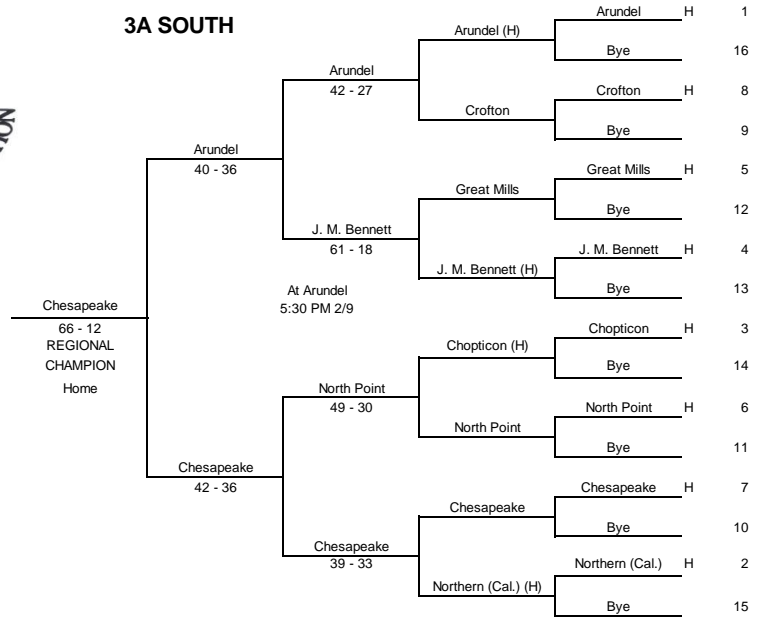 3A SOUTH
Arundel H 1
Arundel (H)
Bye 16
Arundel
42 - 27
Crofton H 8
Crofton
Bye 9
Arundel
40 - 36
Great Mills H 5
Great Mills
Bye 12
J. M. Bennett
61 - 18
J. M. Bennett H 4
J. M. Bennett (H)
Bye 13
At Arundel
5:30 PM 2/9
Chesapeake
66 - 12
REGIONAL
CHAMPION
Home
Chopticon H 3
Chopticon (H)
Bye 14
North Point
49 - 30
North Point H 6
North Point
Bye 11
Chesapeake
42 - 36
Chesapeake H 7
Chesapeake
Bye 10
Chesapeake
39 - 33
Northern (Cal.) H 2
Northern (Cal.) (H)
Bye 15